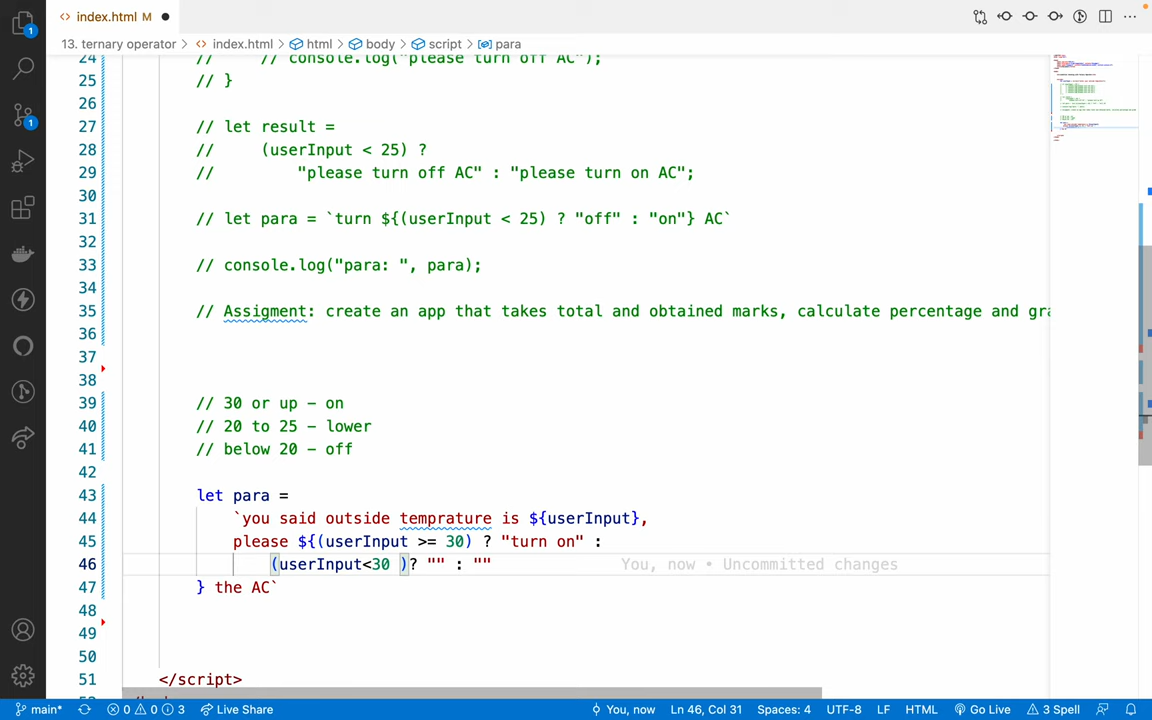 index.html M
13. ternary operator > index.html > html > body > script > para
24 // // console.log("please turn off AC");
25 // }
26
27 // let result =
28 // (userInput < 25) ?
29 // "please turn off AC" : "please turn on AC";
30
31 // let para = `turn ${(userInput < 25) ? "off" : "on"} AC`
32
33 // console.log("para: ", para);
34
35 // Assigment: create an app that takes total and obtained marks, calculate percentage and gra
36
37
38
39 // 30 or up – on
40 // 20 to 25 – lower
41 // below 20 – off
42
43 let para =
44 `you said outside temprature is ${userInput},
45 please ${(userInput >= 30) ? "turn on" :
46 (userInput<30 )? "" : "" You, now • Uncommitted changes
47 } the AC`
48
49
50
51 </script>
1
1
main* 0 0 3 Live Share You, now Ln 46, Col 31 Spaces: 4 UTF-8 LF HTML Go Live 3 Spell